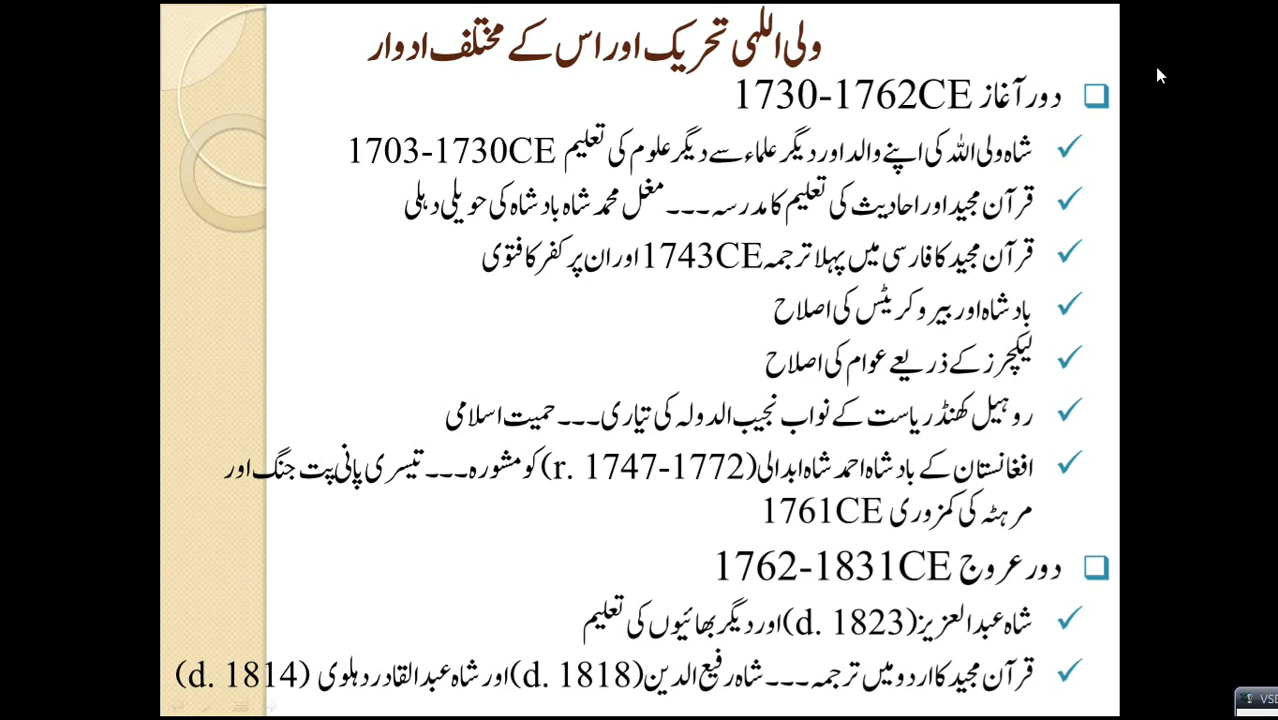 ولی اللہی تحریک اور اس کے مختلف ادوار
دور آغاز 1730-1762CE
شاہ ولی اللہ کی اپنے والد اور دیگر علماء سے دیگر علوم کی تعلیم 1703-1730CE
قرآن مجید اور احادیث کی تعلیم کا مدرسہ۔۔۔ مغل محمد شاہ بادشاہ کی حویلی دہلی
قرآن مجید کا فارسی میں پہلا ترجمہ 1743CE اور ان پر کفر کا فتویٰ
بادشاہ اور بیروکریٹس کی اصلاح
لیکچرز کے ذریعے عوام کی اصلاح
روہیل کھنڈ ریاست کے نواب نجیب الدولہ کی تیاری۔۔۔ حمیت اسلامی
افغانستان کے بادشاہ احمد شاہ ابدالی (r. 1747-1772) کو مشورہ۔۔۔ تیسری پانی پت جنگ اور
مرہٹہ کی کمزوری 1761CE
دور عروج 1762-1831CE
شاہ عبدالعزیز (d. 1823) اور دیگر بھائیوں کی تعلیم
قرآن مجید کا اردو میں ترجمہ۔۔۔ شاہ رفیع الدین (d. 1818) اور شاہ عبدالقادر دہلوی (d. 1814)
VSD